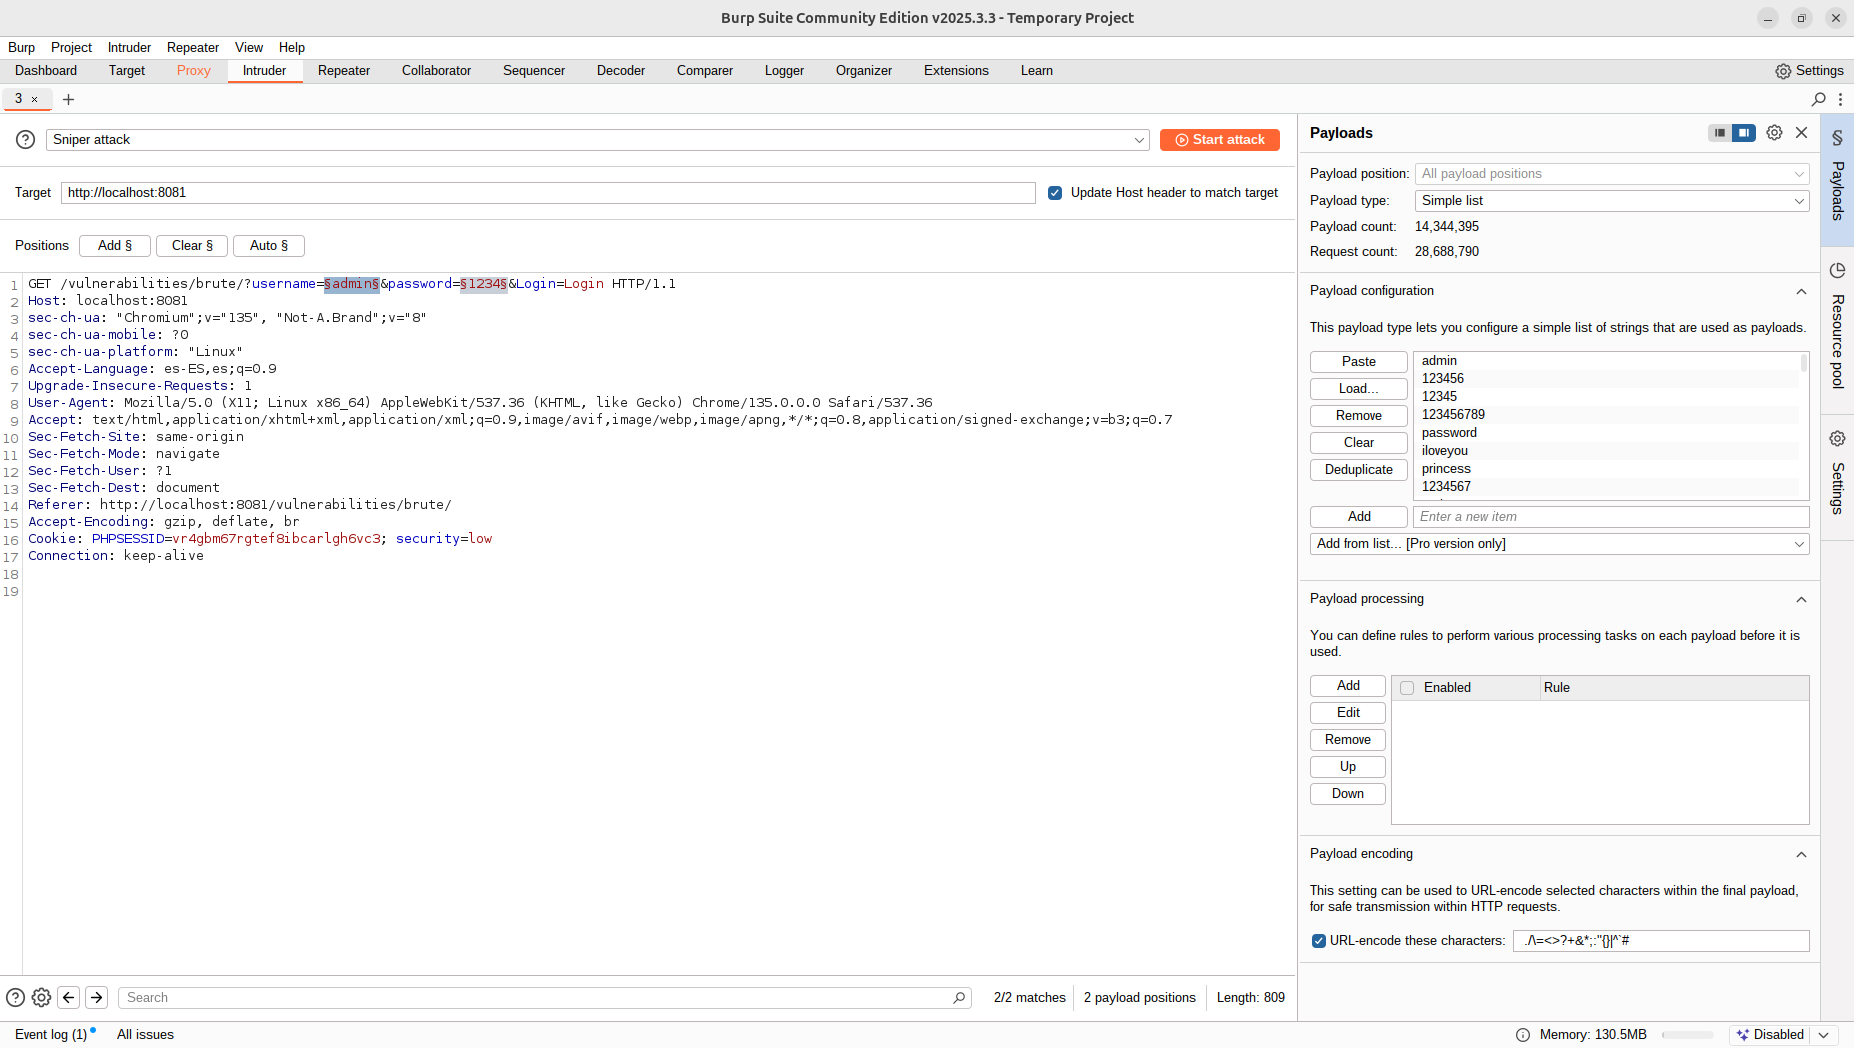 Burp Suite Community Edition v2025.3.3 - Temporary Project
Burp Project Intruder Repeater View Help
Dashboard Target Proxy Intruder Repeater Collaborator Sequencer Decoder Comparer Logger Organizer Extensions Learn Settings
3 ×
Sniper attack Start attack
Target http://localhost:8081 Update Host header to match target
Positions Add § Clear § Auto §
1 GET /vulnerabilities/brute/?username=§admin§&password=§1234§&Login=Login HTTP/1.1
2 Host: localhost:8081
3 sec-ch-ua: "Chromium";v="135", "Not-A.Brand";v="8"
4 sec-ch-ua-mobile: ?0
5 sec-ch-ua-platform: "Linux"
6 Accept-Language: es-ES,es;q=0.9
7 Upgrade-Insecure-Requests: 1
8 User-Agent: Mozilla/5.0 (X11; Linux x86_64) AppleWebKit/537.36 (KHTML, like Gecko) Chrome/135.0.0.0 Safari/537.36
9 Accept: text/html,application/xhtml+xml,application/xml;q=0.9,image/avif,image/webp,image/apng,*/*;q=0.8,application/signed-exchange;v=b3;q=0.7
10 Sec-Fetch-Site: same-origin
11 Sec-Fetch-Mode: navigate
12 Sec-Fetch-User: ?1
13 Sec-Fetch-Dest: document
14 Referer: http://localhost:8081/vulnerabilities/brute/
15 Accept-Encoding: gzip, deflate, br
16 Cookie: PHPSESSID=vr4gbm67rgtef8ibcarlgh6vc3; security=low
17 Connection: keep-alive
18
19
Search 2/2 matches 2 payload positions Length: 809
Payloads
Payload position: All payload positions
Payload type: Simple list
Payload count: 14,344,395
Request count: 28,688,790
Payload configuration
This payload type lets you configure a simple list of strings that are used as payloads.
Paste
Load...
Remove
Clear
Deduplicate
admin
123456
12345
123456789
password
iloveyou
princess
1234567
Add Enter a new item
Add from list... [Pro version only]
Payload processing
You can define rules to perform various processing tasks on each payload before it is
used.
Add
Edit
Remove
Up
Down
Enabled Rule
Payload encoding
This setting can be used to URL-encode selected characters within the final payload,
for safe transmission within HTTP requests.
URL-encode these characters: ./\=<>?+&*;:"{}|^`#
§ Payloads
Resource pool
Settings
Event log (1) All issues Memory: 130.5MB Disabled